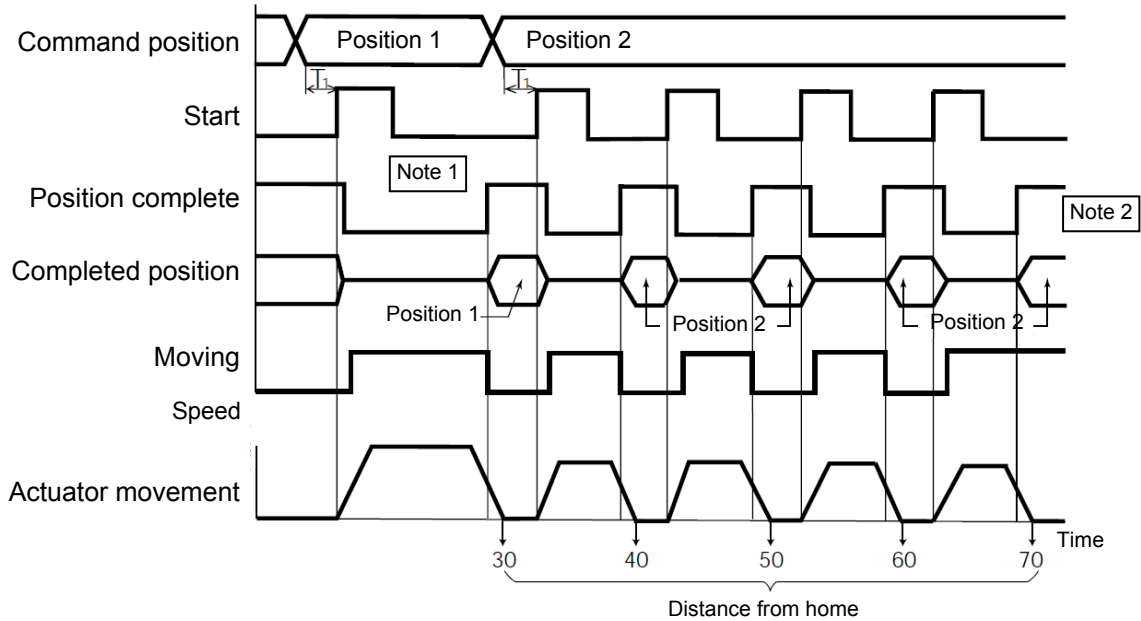 Command position
Position 1
Position 2
T₁
T₁
Start
Note 1
Position complete
Note 2
Completed position
Position 1
Position 2
Position 2
Moving
Speed
Actuator movement
Time
30
40
50
60
70
Distance from home